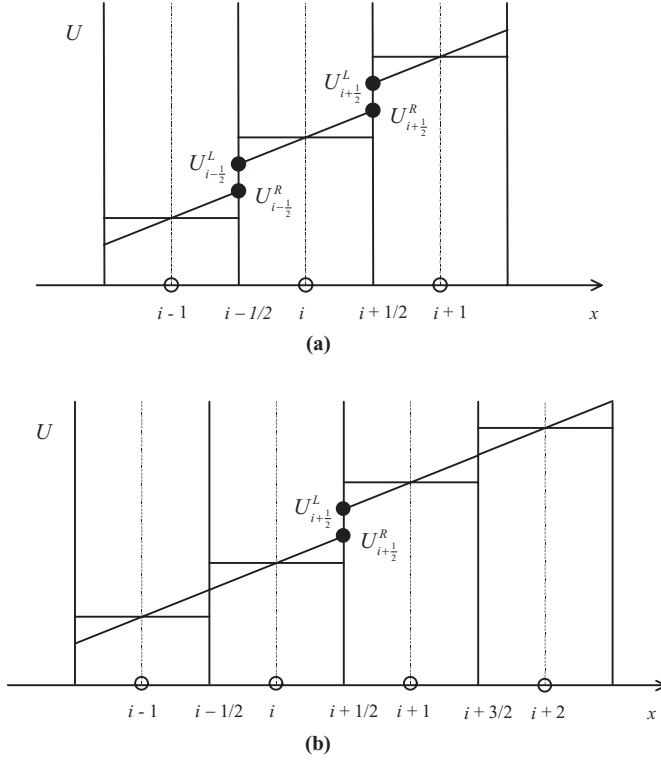 U
U^L_{i+1/2}
U^R_{i+1/2}
U^L_{i-1/2}
U^R_{i-1/2}
i - 1 i – 1/2 i i + 1/2 i + 1 x
(a)
U
U^L_{i+1/2}
U^R_{i+1/2}
i - 1 i – 1/2 i i + 1/2 i + 1 i + 3/2 i + 2 x
(b)